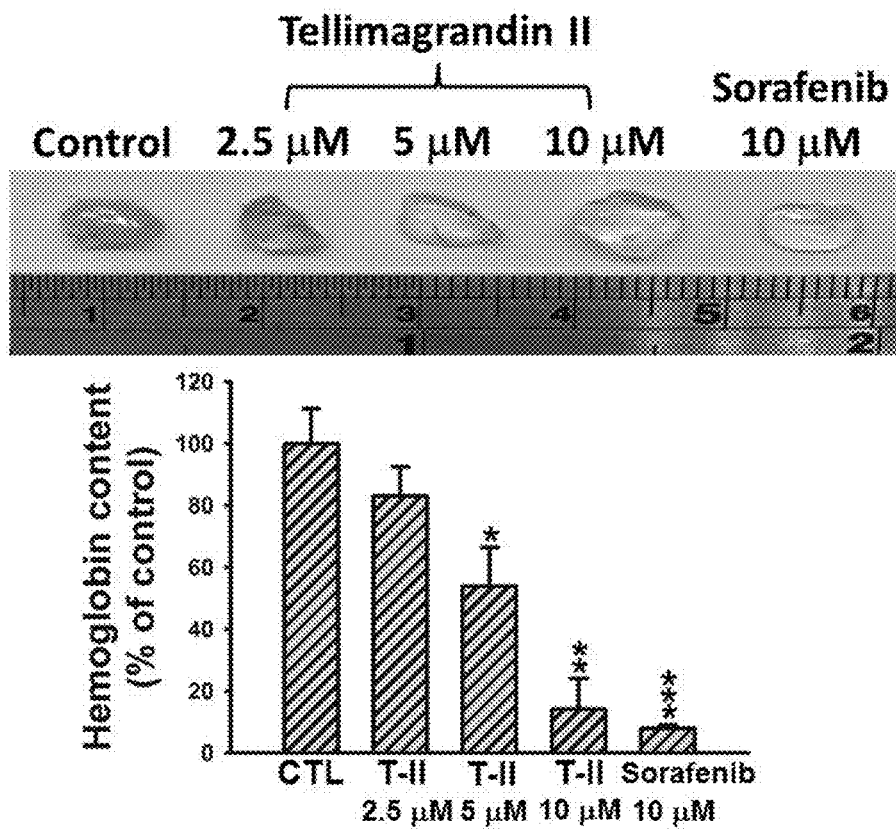 Tellimagrandin II
Sorafenib
Control 2.5 μM 5 μM 10 μM 10 μM
1 2 3 4 5 6
1 2
Hemoglobin content
(% of control)
120
100
80
60
40
20
0
*
**
***
CTL T-II T-II T-II Sorafenib
2.5 μM 5 μM 10 μM 10 μM